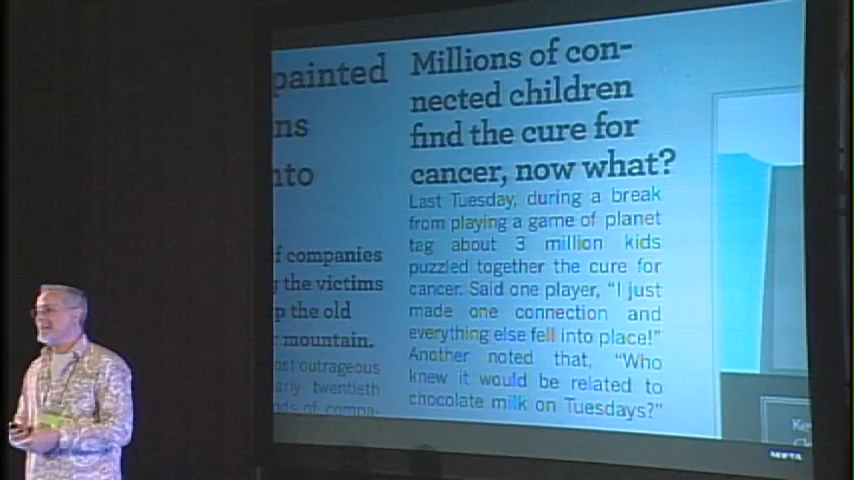 painted
ns
nto
f companies
the victims
p the old
mountain.
ost outrageous
arly twentieth
nds of compa-
Millions of con-
nected children
find the cure for
cancer, now what?
Last Tuesday, during a break
from playing a game of planet
tag about 3 million kids
puzzled together the cure for
cancer. Said one player, "I just
made one connection and
everything else fell into place!"
Another noted that, "Who
knew it would be related to
chocolate milk on Tuesdays?"